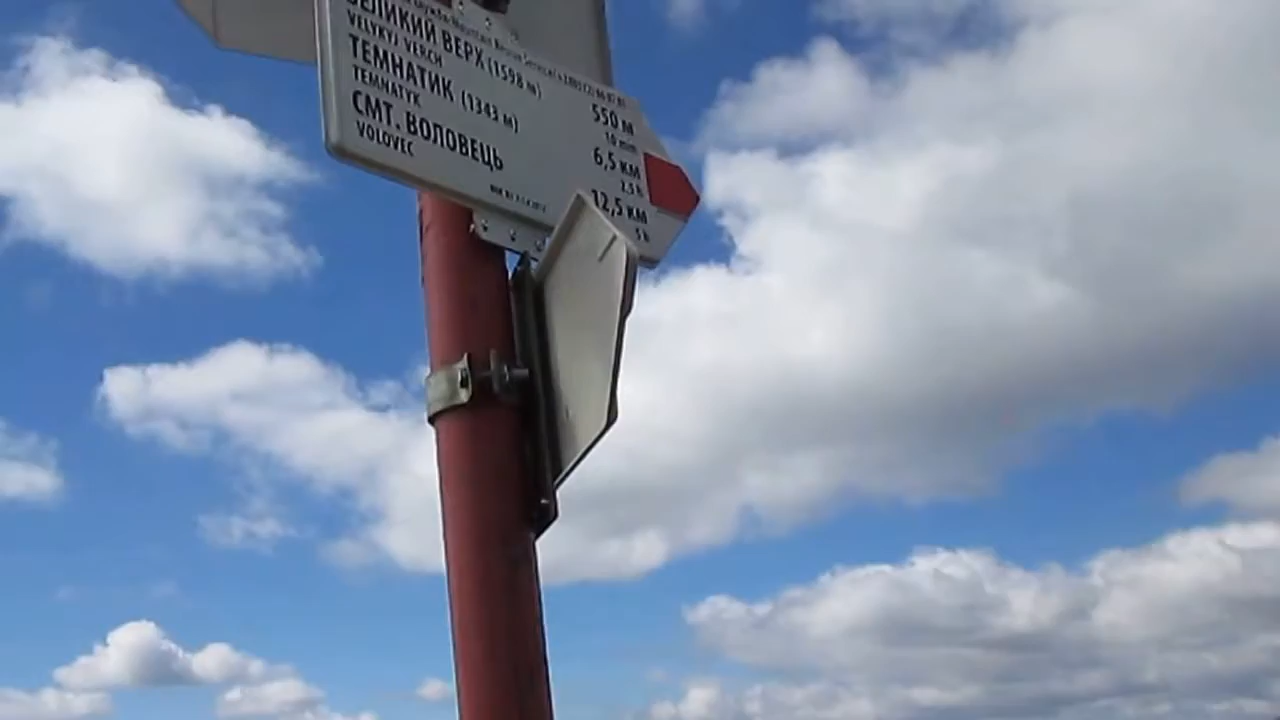 ВЕЛИКИЙ ВЕРХ (1598 м) 550 м
VELYKYJ VERCH 10 min
ТЕМНАТИК (1343 м) 6,5 км
TEMNATYK 2,5 h
СМТ. ВОЛОВЕЦЬ 12,5 км
VOLOVEC 5 h